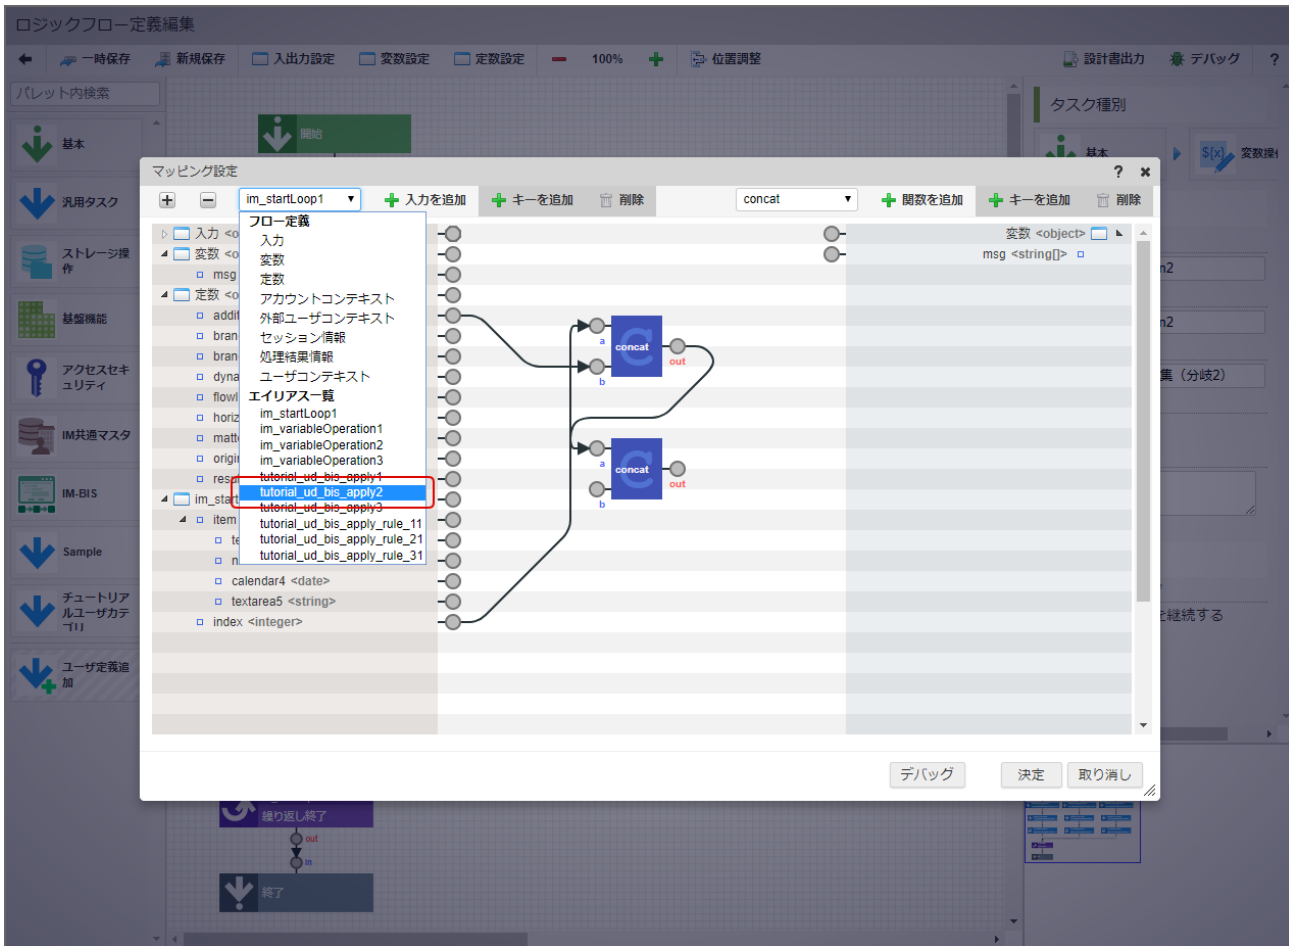 ロジックフロー定義編集
一時保存 新規保存 入出力設定 変数設定 定数設定 100% 位置調整 設計書出力 デバッグ ?
パレット内検索
基本
汎用タスク
ストレージ操
作
基盤機能
アクセスセキ
ュリティ
IM共通マスタ
IM-BIS
Sample
チュートリア
ルユーザカテ
ゴリ
ユーザ定義追
加
開始
タスク種別
基本 ${x} 変数操
マッピング設定 ?
im_startLoop1 入力を追加 キーを追加 削除 concat 関数を追加 キーを追加 削除
入力
変数
msg
定数
addi
bran
bran
dyna
flowl
horiz
matt
origi
resu
im_start
item
te
n
calendar4 <date>
textarea5 <string>
index <integer>
フロー定義
入力
変数
定数
アカウントコンテキスト
外部ユーザコンテキスト
セッション情報
処理結果情報
ユーザコンテキスト
エイリアス一覧
im_startLoop1
im_variableOperation1
im_variableOperation2
im_variableOperation3
tutorial_ud_bis_apply1
tutorial_ud_bis_apply2
tutorial_ud_bis_apply3
tutorial_ud_bis_apply_rule_11
tutorial_ud_bis_apply_rule_21
tutorial_ud_bis_apply_rule_31
a
concat
out
b
a
concat
out
b
変数 <object>
msg <string[]>
n2
n2
集（分岐2）
を継続する
デバッグ 決定 取り消し
繰り返し終了
out
in
終了